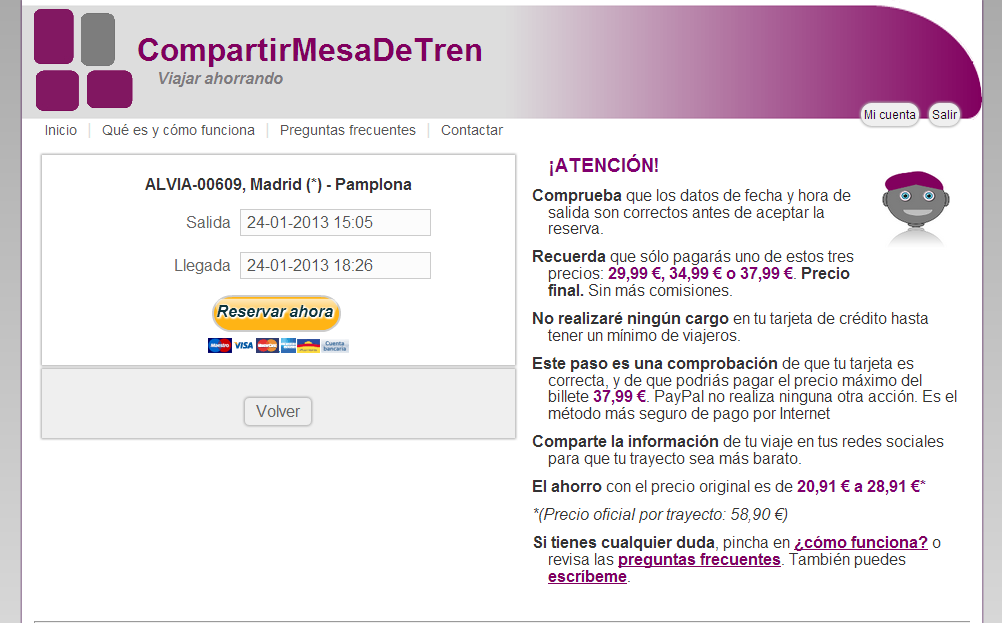 CompartirMesaDeTren
Viajar ahorrando
Mi cuenta
Salir
Inicio | Qué es y cómo funciona | Preguntas frecuentes | Contactar
ALVIA-00609, Madrid (*) - Pamplona
Salida 24-01-2013 15:05
Llegada 24-01-2013 18:26
Reservar ahora
Maestro VISA MasterCard
Cuenta
bancaria
Volver
¡ATENCIÓN!
Comprueba que los datos de fecha y hora de
salida son correctos antes de aceptar la
reserva.
Recuerda que sólo pagarás uno de estos tres
precios: 29,99 €, 34,99 € o 37,99 €. Precio
final. Sin más comisiones.
No realizaré ningún cargo en tu tarjeta de crédito hasta
tener un mínimo de viajeros.
Este paso es una comprobación de que tu tarjeta es
correcta, y de que podriás pagar el precio máximo del
billete 37,99 €. PayPal no realiza ninguna otra acción. Es el
método más seguro de pago por Internet
Comparte la información de tu viaje en tus redes sociales
para que tu trayecto sea más barato.
El ahorro con el precio original es de 20,91 € a 28,91 €*
*(Precio oficial por trayecto: 58,90 €)
Si tienes cualquier duda, pincha en ¿cómo funciona? o
revisa las preguntas frecuentes. También puedes
escríbeme.